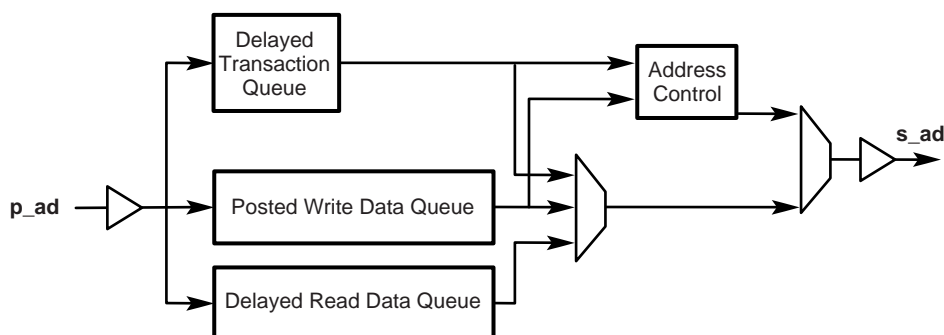 Delayed
Transaction
Queue
Address
Control
s_ad
p_ad
Posted Write Data Queue
Delayed Read Data Queue